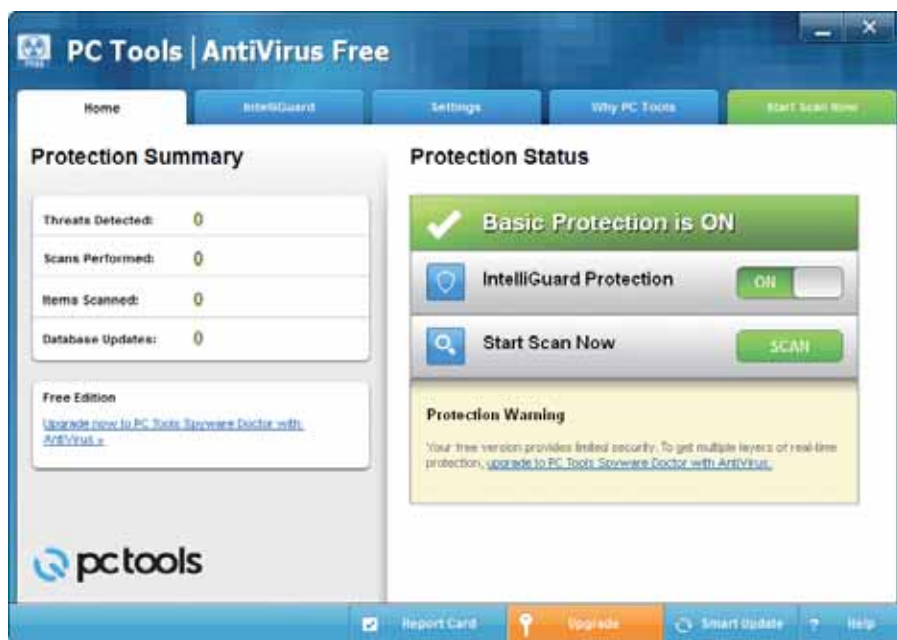 PC Tools | AntiVirus Free
FREE
Home
IntelliGuard
Settings
Why PC Tools
Start Scan Now
Protection Summary
Threats Detected: 0
Scans Performed: 0
Items Scanned: 0
Database Updates: 0
Free Edition
Upgrade now to PC Tools Spyware Doctor with
AntiVirus »
pctools
Protection Status
Basic Protection is ON
IntelliGuard Protection
ON
Start Scan Now
SCAN
Protection Warning
Your free version provides limited security. To get multiple layers of real-time
protection, upgrade to PC Tools Spyware Doctor with AntiVirus.
Report Card
Upgrade
Smart Update
? Help